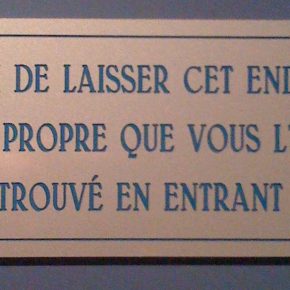 DE LAISSER CET END
PROPRE QUE VOUS L'
TROUVÉ EN ENTRANT